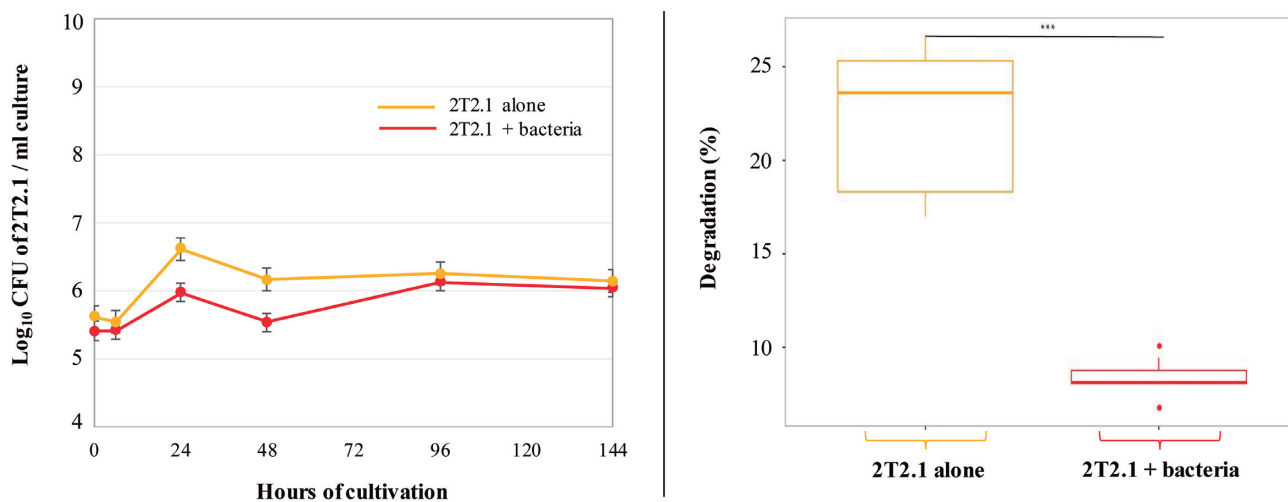 Log₁₀ CFU of 2T2.1 / ml culture
10
9
8
7
6
5
4
0
24
48
72
96
120
144
Hours of cultivation
2T2.1 alone
2T2.1 + bacteria
Degradation (%)
25
20
15
10
***
2T2.1 alone
2T2.1 + bacteria